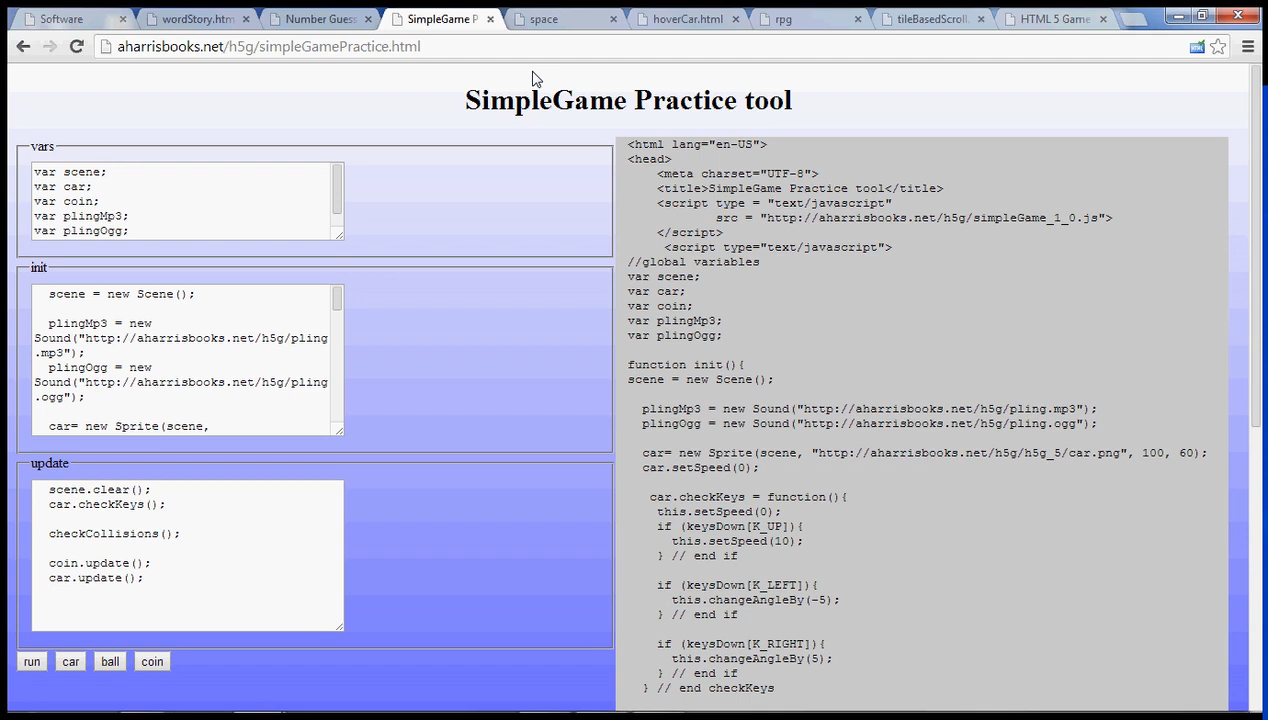 Software
wordStory.htm
Number Guess
SimpleGame P
space
hoverCar.html
rpg
tileBasedScroll.
HTML 5 Game
aharrisbooks.net/h5g/simpleGamePractice.html
SimpleGame Practice tool
vars
var scene;
var car;
var coin;
var plingMp3;
var plingOgg;
init
scene = new Scene();
plingMp3 = new
Sound("http://aharrisbooks.net/h5g/pling
.mp3");
plingOgg = new
Sound("http://aharrisbooks.net/h5g/pling
.ogg");
car= new Sprite(scene,
update
scene.clear();
car.checkKeys();
checkCollisions();
coin.update();
car.update();
run car ball coin
<html lang="en-US">
<head>
<meta charset="UTF-8">
<title>SimpleGame Practice tool</title>
<script type = "text/javascript"
src = "http://aharrisbooks.net/h5g/simpleGame_1_0.js">
</script>
<script type="text/javascript">
//global variables
var scene;
var car;
var coin;
var plingMp3;
var plingOgg;
function init(){
scene = new Scene();
plingMp3 = new Sound("http://aharrisbooks.net/h5g/pling.mp3");
plingOgg = new Sound("http://aharrisbooks.net/h5g/pling.ogg");
car= new Sprite(scene, "http://aharrisbooks.net/h5g/h5g_5/car.png", 100, 60);
car.setSpeed(0);
car.checkKeys = function(){
this.setSpeed(0);
if (keysDown[K_UP]){
this.setSpeed(10);
} // end if
if (keysDown[K_LEFT]){
this.changeAngleBy(-5);
} // end if
if (keysDown[K_RIGHT]){
this.changeAngleBy(5);
} // end if
} // end checkKeys